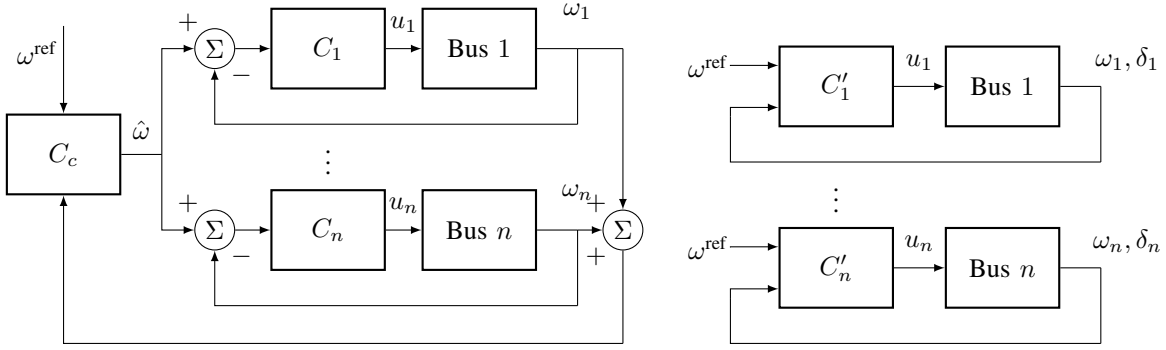 ω^ref
C_c
ω̂
+
Σ
−
C_1
u_1
Bus 1
ω_1
⋮
+
Σ
−
C_n
u_n
Bus n
ω_n
+
Σ
+
ω^ref
C′_1
u_1
Bus 1
ω_1, δ_1
⋮
ω^ref
C′_n
u_n
Bus n
ω_n, δ_n